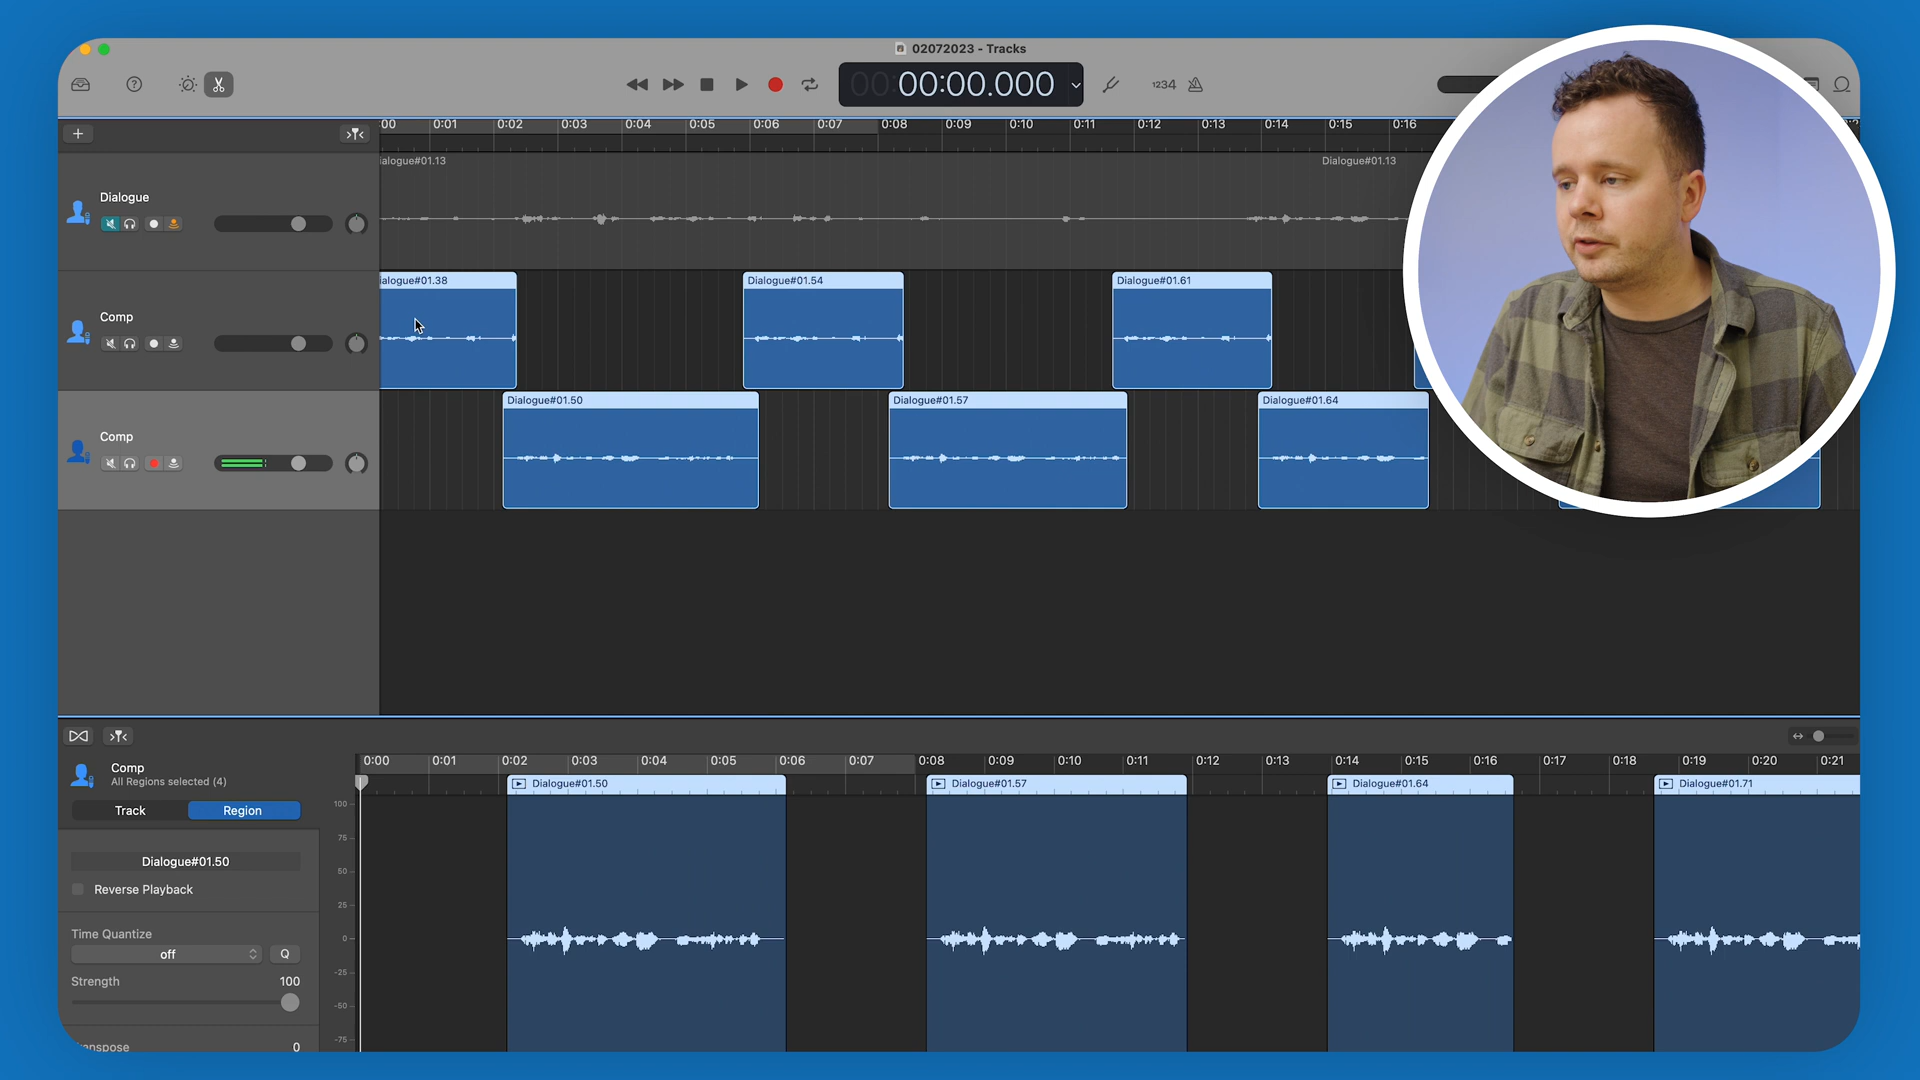 02072023 - Tracks
00:00.000
1234
00 0:01 0:02 0:03 0:04 0:05 0:06 0:07 0:08 0:09 0:10 0:11 0:12 0:13 0:14 0:15 0:16
ialogue#01.13 Dialogue#01.13
Dialogue
ialogue#01.38 Dialogue#01.54 Dialogue#01.61
Comp
Dialogue#01.50 Dialogue#01.57 Dialogue#01.64
Comp
Comp
All Regions selected (4)
Track Region
Dialogue#01.50
Reverse Playback
Time Quantize
off Q
Strength 100
anspose 0
0:00 0:01 0:02 0:03 0:04 0:05 0:06 0:07 0:08 0:09 0:10 0:11 0:12 0:13 0:14 0:15 0:16 0:17 0:18 0:19 0:20 0:21
Dialogue#01.50 Dialogue#01.57 Dialogue#01.64 Dialogue#01.71
100
75
50
25
0
-25
-50
-75